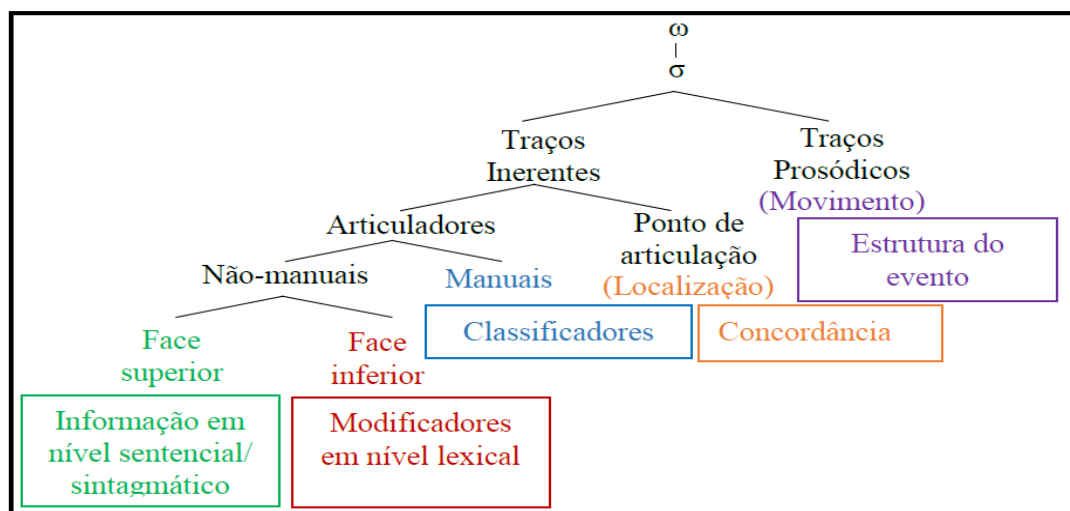 ω
σ
Traços
Inerentes
Traços
Prosódicos
(Movimento)
Estrutura do
evento
Articuladores
Ponto de
articulação
(Localização)
Concordância
Não-manuais
Manuais
Classificadores
Face
superior
Informação em
nível sentencial/
sintagmático
Face
inferior
Modificadores
em nível lexical